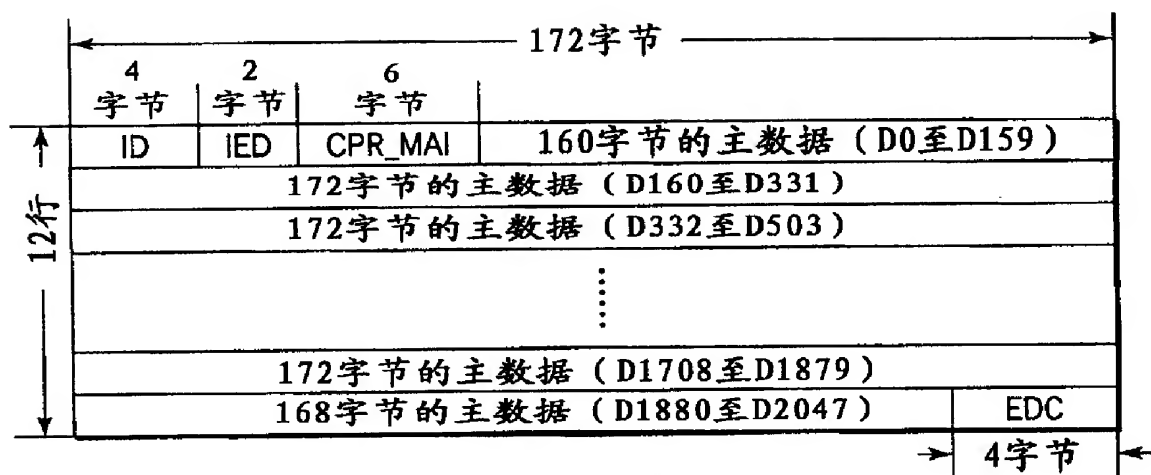 172字节
4 2 6
字节 字节 字节
ID IED CPR_MAI 160字节的主数据（D0至D159）
172字节的主数据（D160至D331）
172字节的主数据（D332至D503）
12行
172字节的主数据（D1708至D1879）
168字节的主数据（D1880至D2047） EDC
4字节